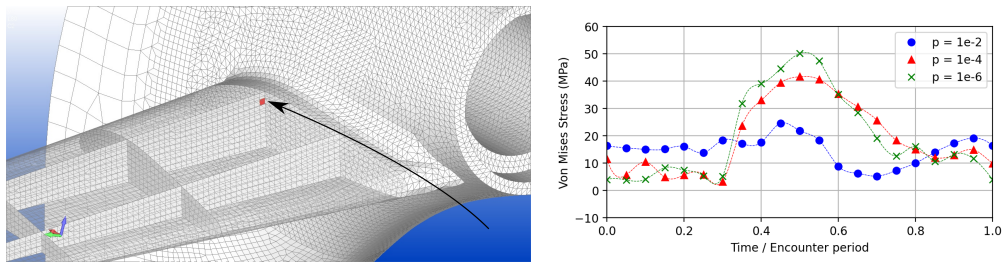 60
50
40
30
20
10
0
−10
Von Mises Stress (MPa)
p = 1e-2
p = 1e-4
p = 1e-6
0.0 0.2 0.4 0.6 0.8 1.0
Time / Encounter period